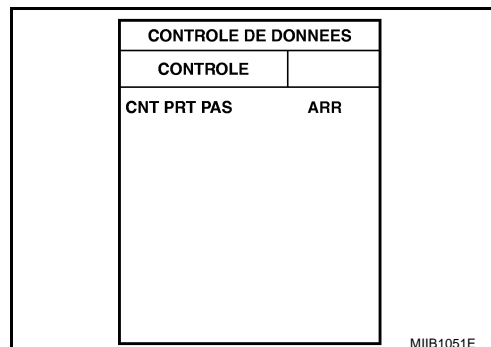 CONTROLE DE DONNEES
CONTROLE
CNT PRT PAS ARR
MIIB1051E